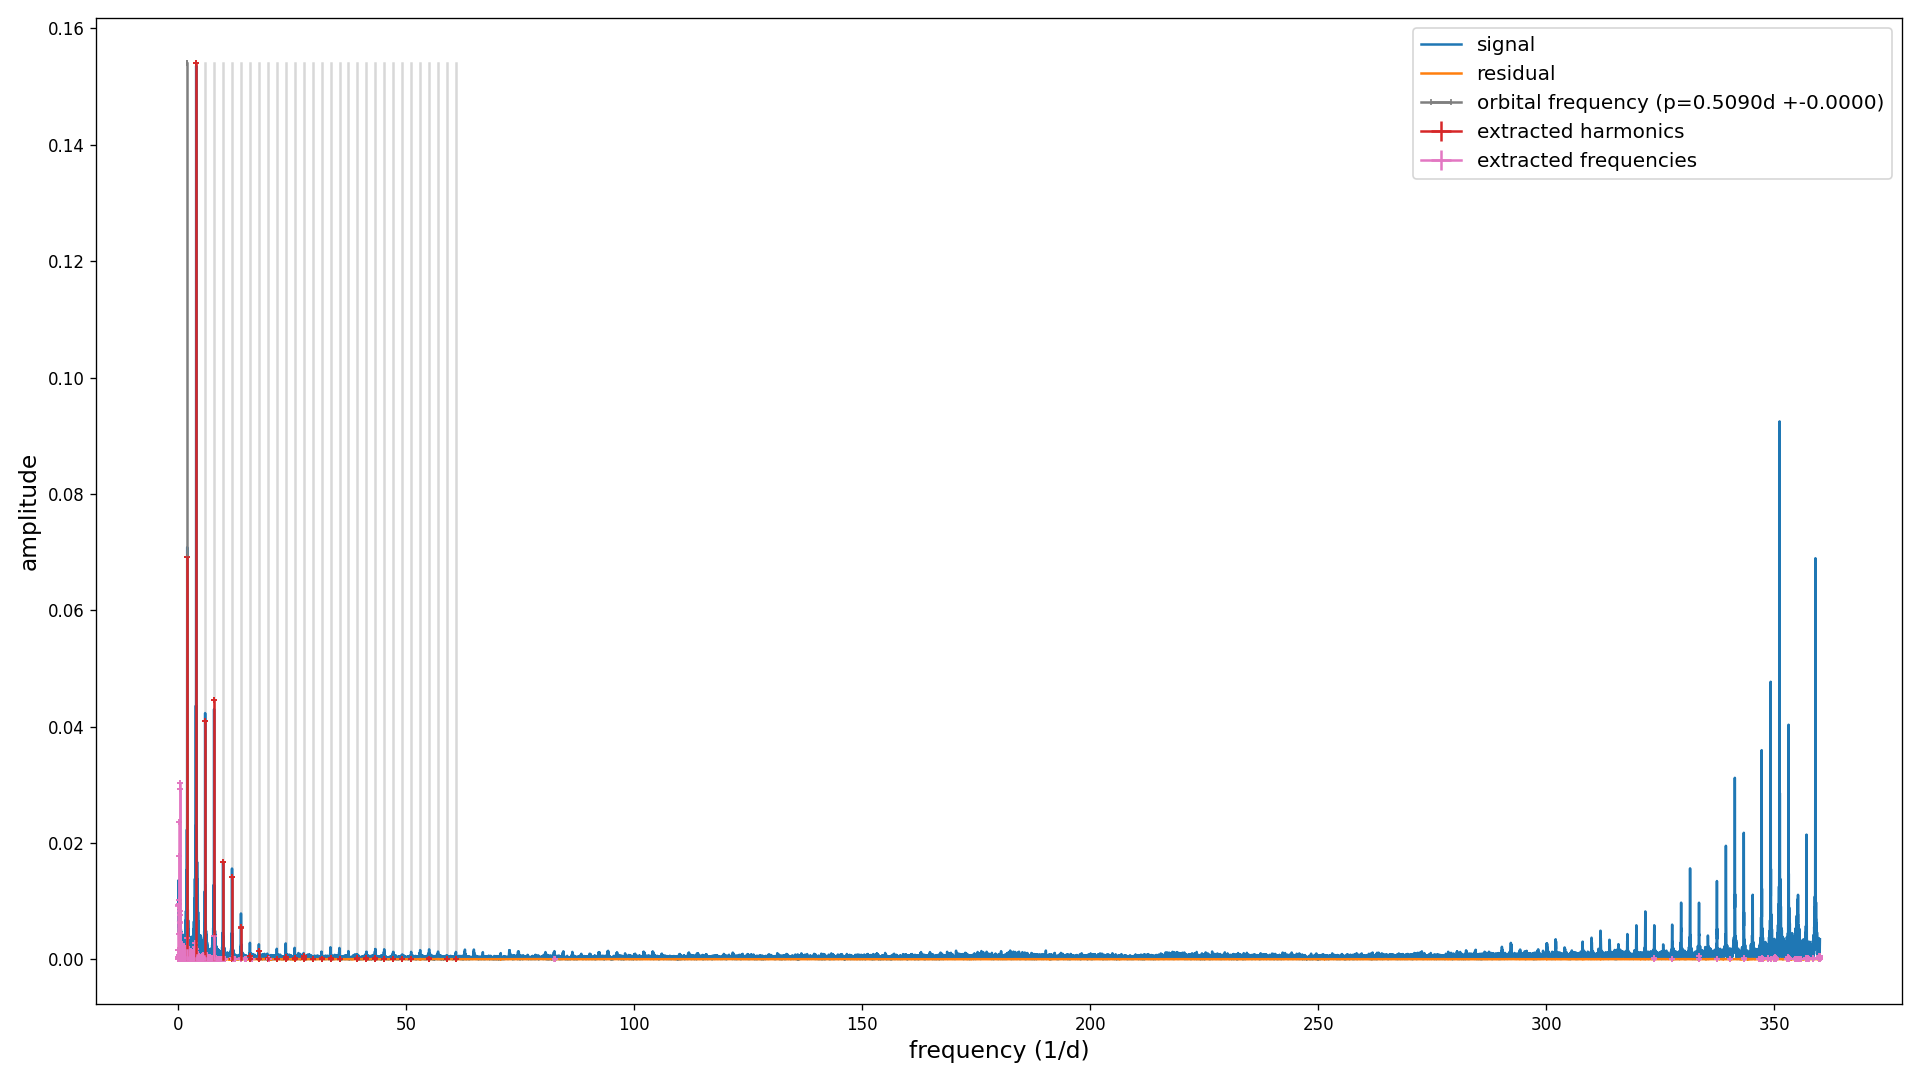 0.16
0.14
0.12
0.10
0.08
0.06
0.04
0.02
0.00
amplitude
0
50
100
150
200
250
300
350
frequency (1/d)
signal
residual
orbital frequency (p=0.5090d +-0.0000)
extracted harmonics
extracted frequencies